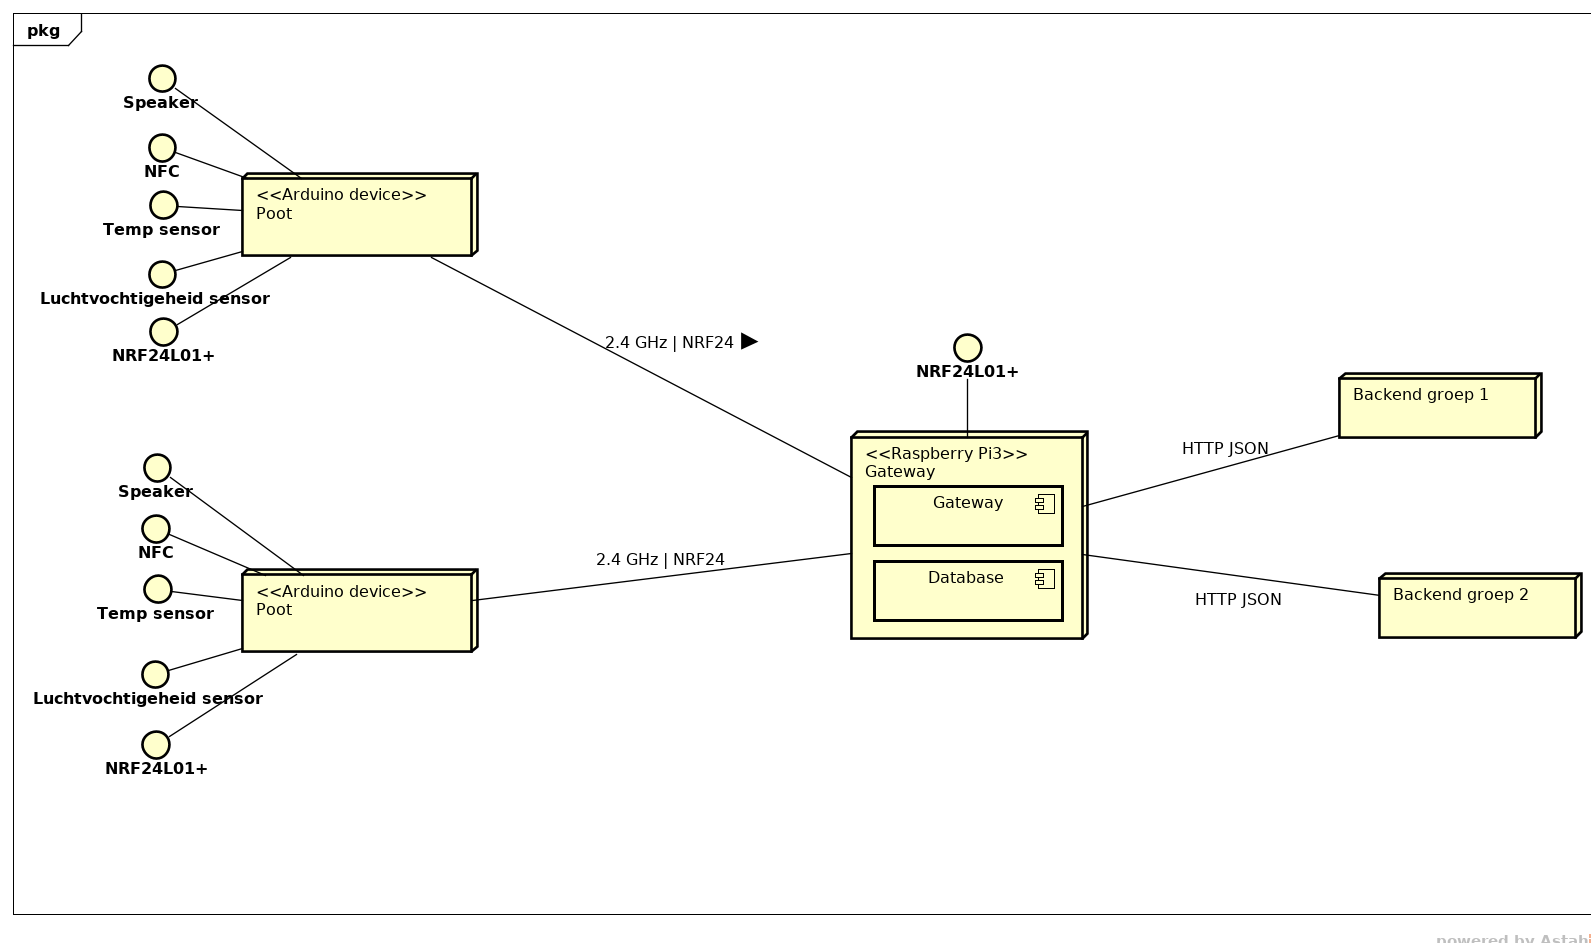 pkg
Speaker
NFC
Temp sensor
Luchtvochtigeheid sensor
NRF24L01+
<<Arduino device>>
Poot
2.4 GHz | NRF24
NRF24L01+
<<Raspberry Pi3>>
Gateway
Gateway
Database
HTTP JSON
Backend groep 1
HTTP JSON
Backend groep 2
Speaker
NFC
Temp sensor
Luchtvochtigeheid sensor
NRF24L01+
<<Arduino device>>
Poot
2.4 GHz | NRF24
powered by Astah